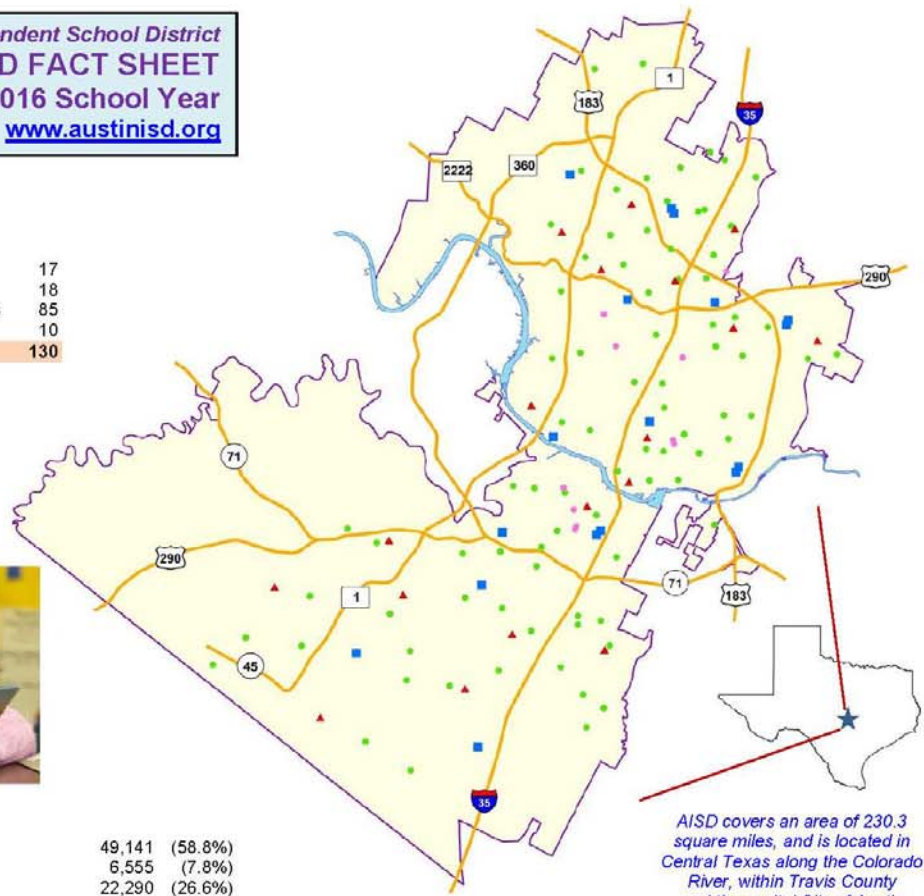 ndent School District
D FACT SHEET
016 School Year
www.austinisd.org
17
18
85
10
130
1
183
35
2222
360
290
71
290
1
71
183
45
35
AISD covers an area of 230.3
square miles, and is located in
Central Texas along the Colorado
River, within Travis County
49,141 (58.8%)
6,555 (7.8%)
22,290 (26.6%)